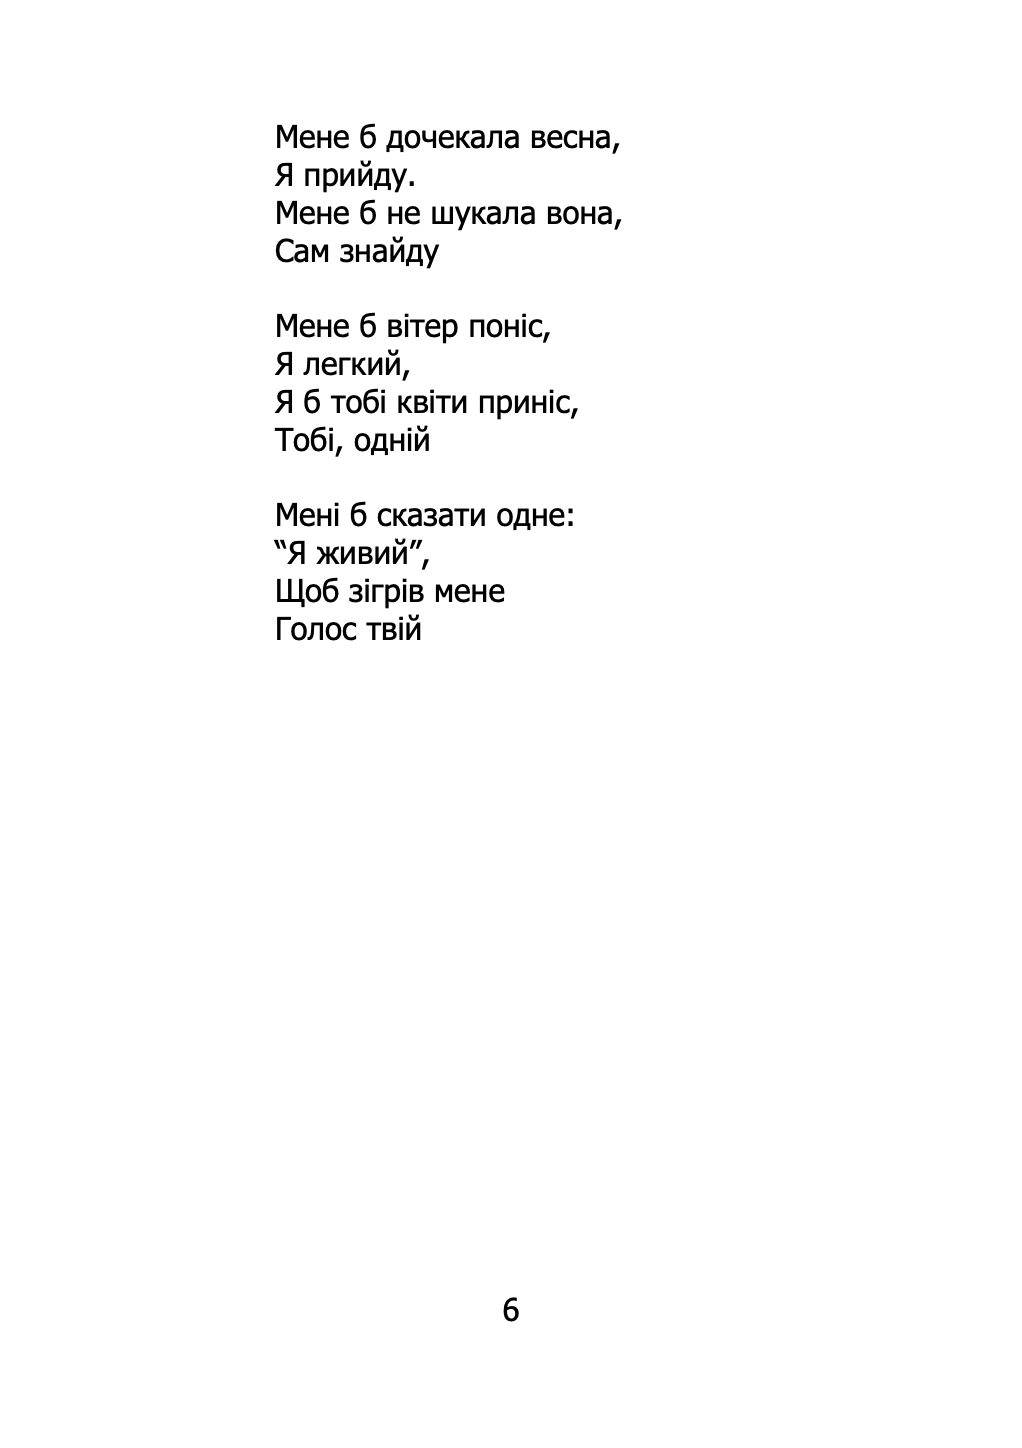 Мене б дочекала весна,
Я прийду.
Мене б не шукала вона,
Сам знайду
Мене б вітер поніс,
Я легкий,
Я б тобі квіти приніс,
Тобі, одній
Мені б сказати одне:
“Я живий”,
Щоб зігрів мене
Голос твій
6